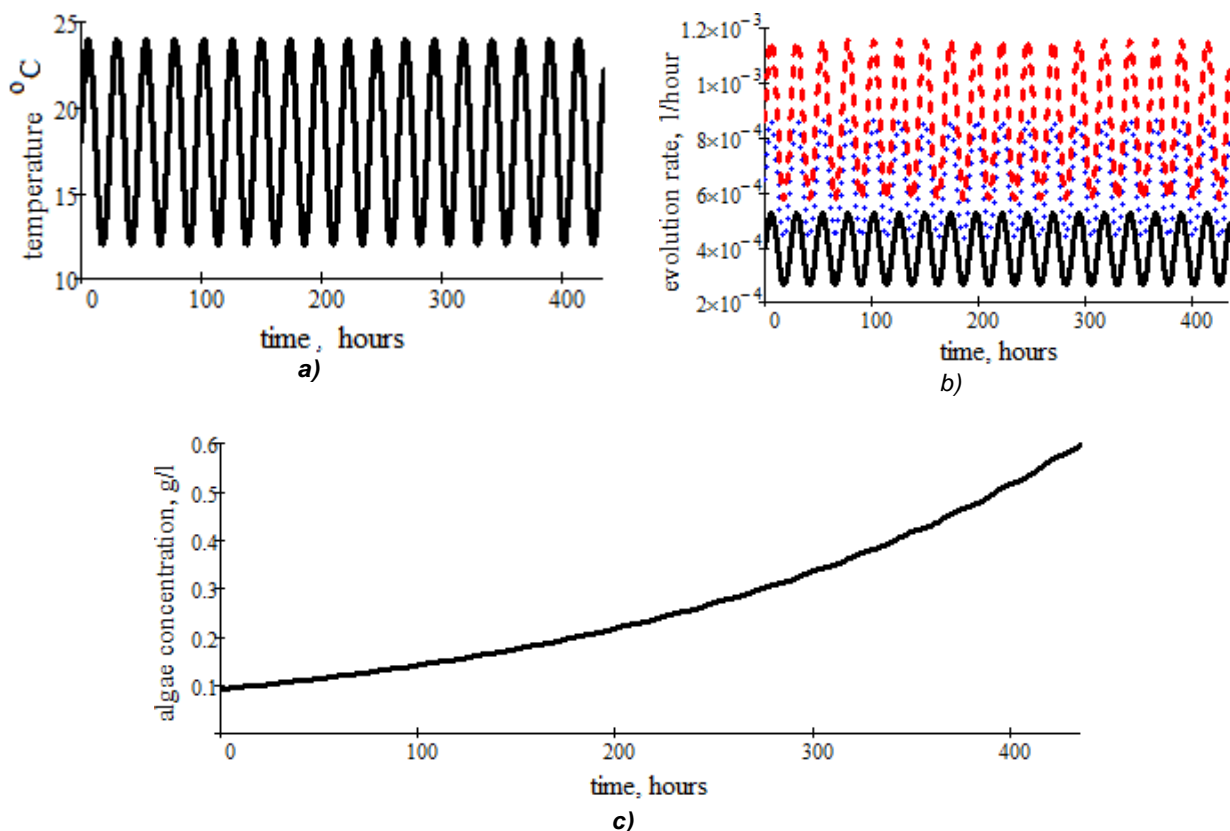 25
20
15
10
temperature °C
0 100 200 300 400
time, hours
a)
1.2×10⁻³
1×10⁻³
8×10⁻⁴
6×10⁻⁴
4×10⁻⁴
2×10⁻⁴
evolution rate, l/hour
0 100 200 300 400
time, hours
b)
0.6
0.5
0.4
0.3
0.2
0.1
algae concentration, g/l
0 100 200 300 400
time, hours
c)